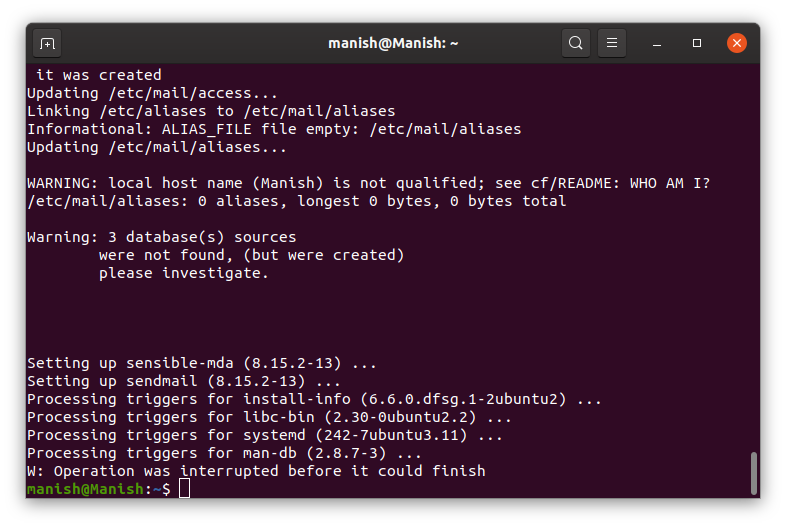 manish@Manish: ~
 it was created
Updating /etc/mail/access...
Linking /etc/aliases to /etc/mail/aliases
Informational: ALIAS_FILE file empty: /etc/mail/aliases
Updating /etc/mail/aliases...
WARNING: local host name (Manish) is not qualified; see cf/README: WHO AM I?
/etc/mail/aliases: 0 aliases, longest 0 bytes, 0 bytes total
Warning: 3 database(s) sources
        were not found, (but were created)
        please investigate.
Setting up sensible-mda (8.15.2-13) ...
Setting up sendmail (8.15.2-13) ...
Processing triggers for install-info (6.6.0.dfsg.1-2ubuntu2) ...
Processing triggers for libc-bin (2.30-0ubuntu2.2) ...
Processing triggers for systemd (242-7ubuntu3.11) ...
Processing triggers for man-db (2.8.7-3) ...
W: Operation was interrupted before it could finish
manish@Manish:~$